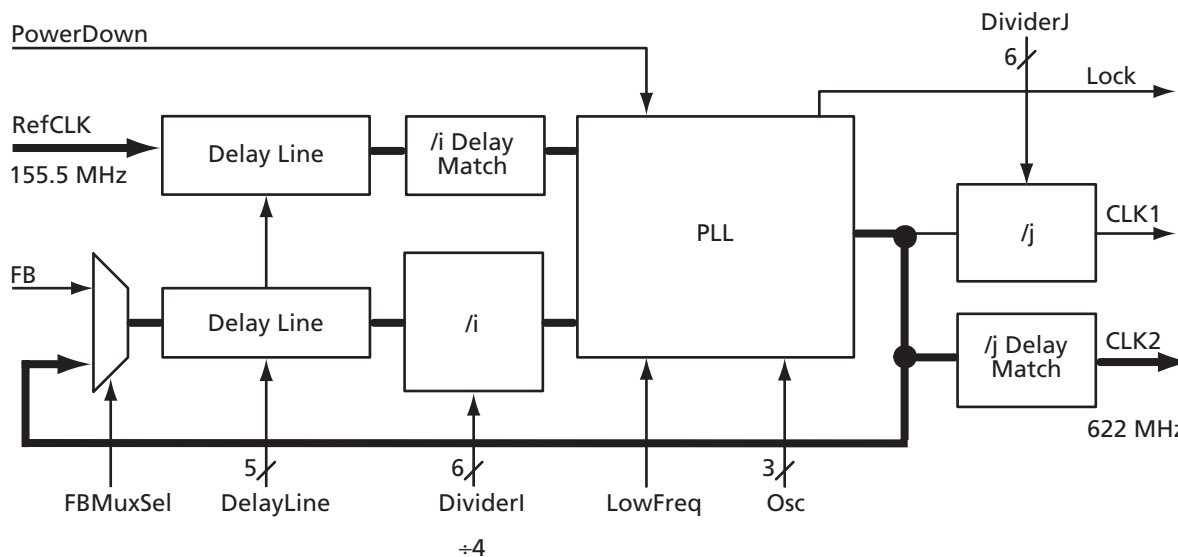 PowerDown
DividerJ
6
Lock
RefCLK
155.5 MHz
Delay Line
/i Delay
Match
PLL
/j
CLK1
FB
Delay Line
/i
/j Delay
Match
CLK2
622 MHz
5
6
3
FBMuxSel
DelayLine
DividerI
LowFreq
Osc
÷4